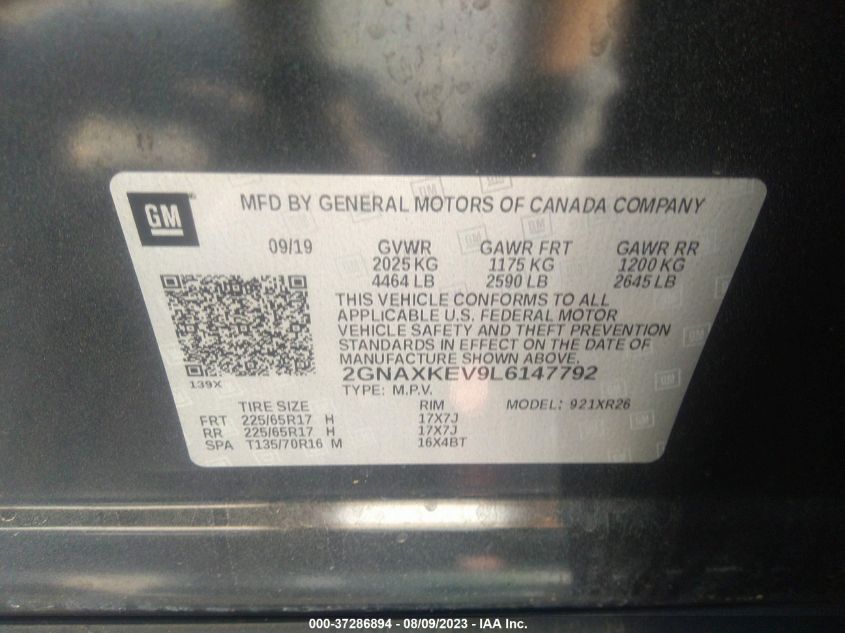 GM
MFD BY GENERAL MOTORS OF CANADA COMPANY
09/19 GVWR GAWR FRT GAWR RR
2025 KG 1175 KG 1200 KG
4464 LB 2590 LB 2645 LB
THIS VEHICLE CONFORMS TO ALL
APPLICABLE U.S. FEDERAL MOTOR
VEHICLE SAFETY AND THEFT PREVENTION
STANDARDS IN EFFECT ON THE DATE OF
MANUFACTURE SHOWN ABOVE.
2GNAXKEV9L6147792
139X TYPE: M.P.V.
TIRE SIZE RIM MODEL: 921XR26
FRT 225/65R17 H 17X7J
RR 225/65R17 H 17X7J
SPA T135/70R16 M 16X4BT
000-37286894 - 08/09/2023 - IAA Inc.